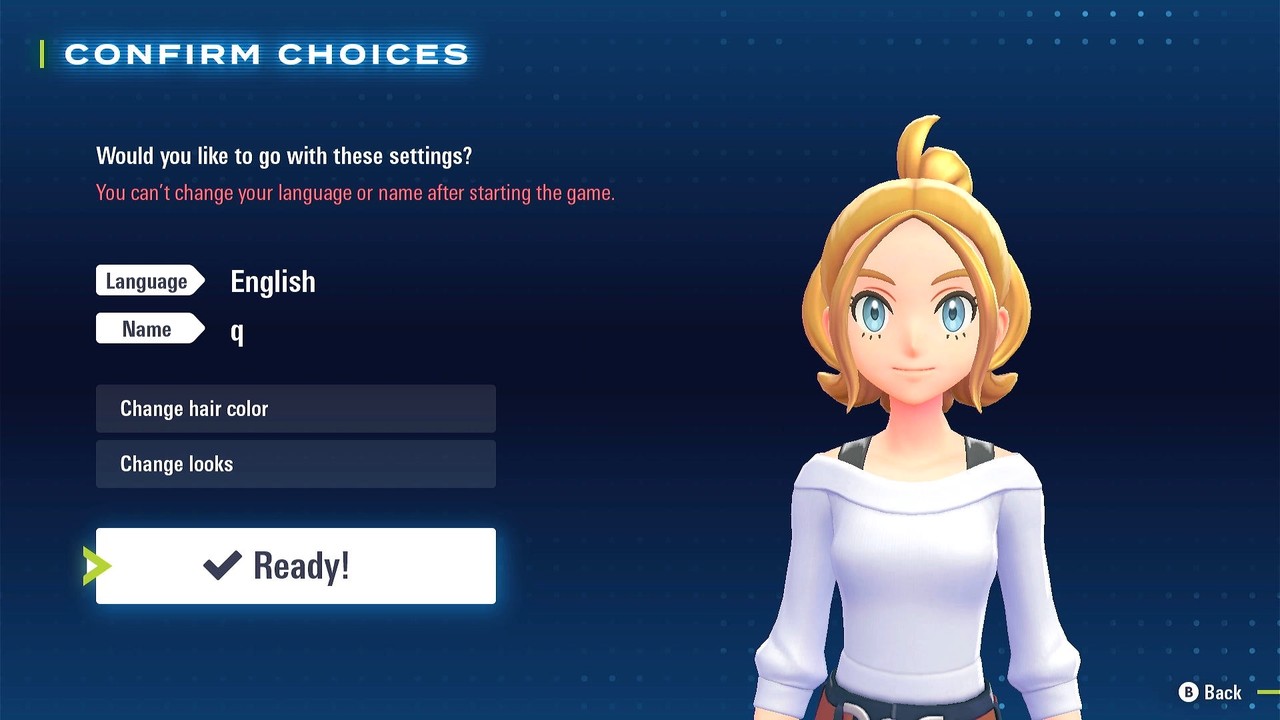 CONFIRM CHOICES
Would you like to go with these settings?
You can't change your language or name after starting the game.
Language English
Name q
Change hair color
Change looks
Ready!
B Back